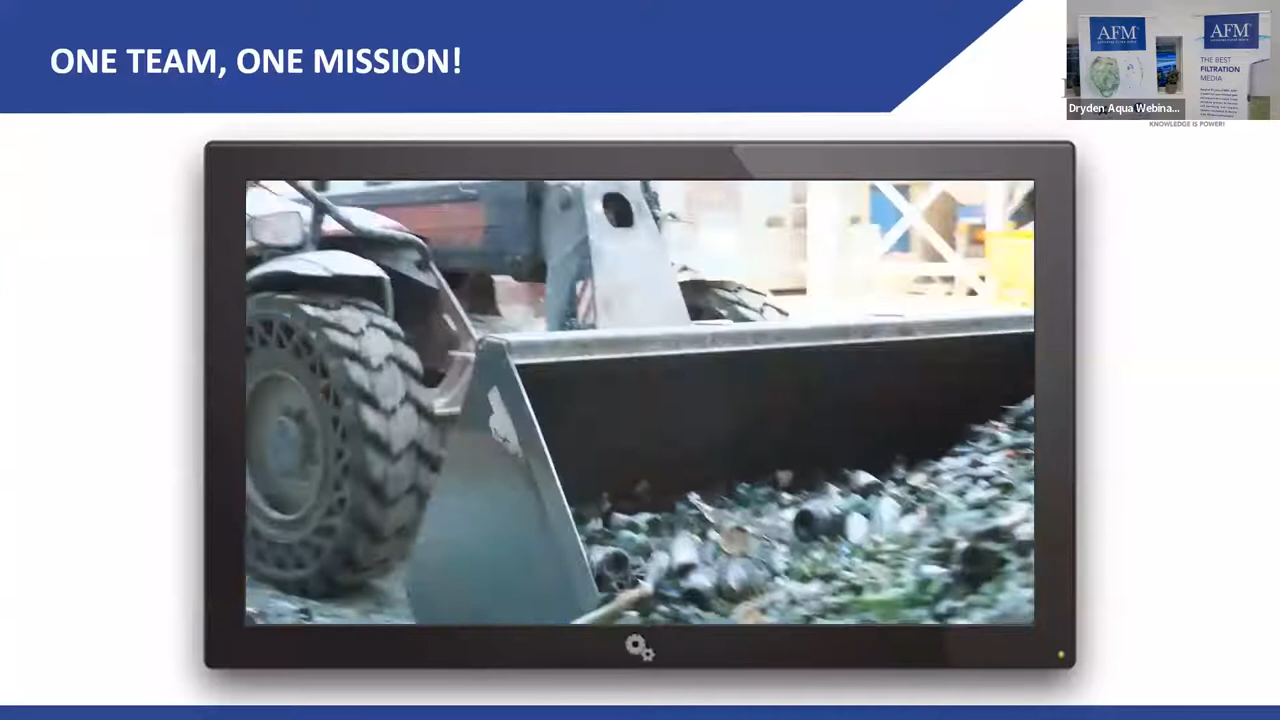 ONE TEAM, ONE MISSION!
AFM
AFM
THE BEST
FILTRATION
MEDIA
Dryden Aqua Webina...
KNOWLEDGE IS POWER!